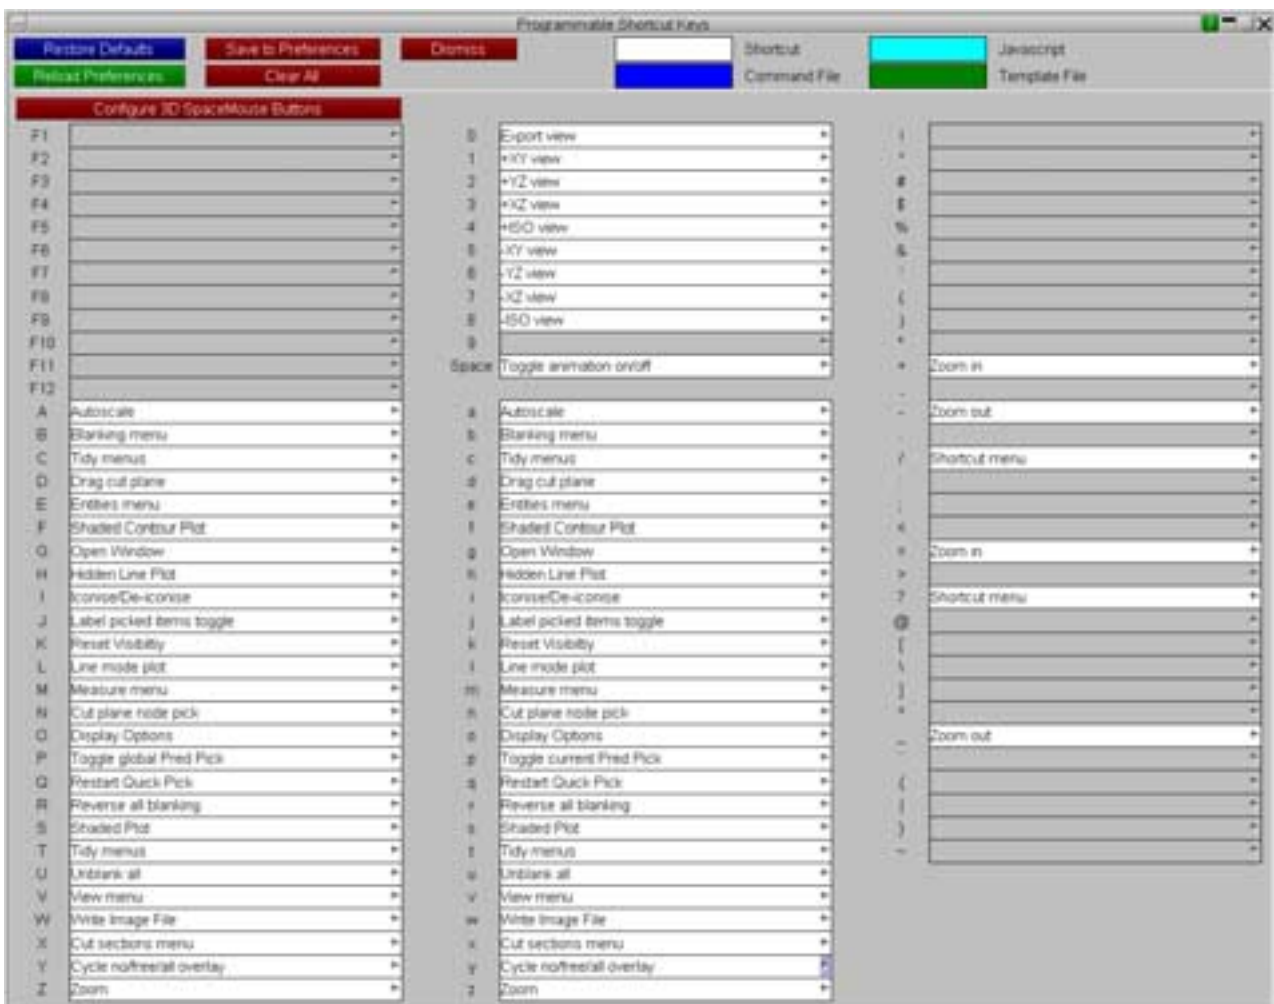 Programmable Shortcut Keys
Restore Defaults Save to Preferences Dismiss Shortcut Javascript
Reload Preferences Clear All Command File Template File
Configure 3D SpaceMouse Buttons
F1
F2
F3
F4
F5
F6
F7
F8
F9
F10
F11
F12
A Autoscale
B Blanking menu
C Tidy menus
D Drag cut plane
E Entities menu
F Shaded Contour Plot
G Open Window
H Hidden Line Plot
I Iconise/De-iconise
J Label picked items toggle
K Reset Visibiltiy
L Line mode plot
M Measure menu
N Cut plane node pick
O Display Options
P Toggle global Pred Pick
Q Restart Quick Pick
R Reverse all blanking
S Shaded Plot
T Tidy menus
U Unblank all
V View menu
W Write Image File
X Cut sections menu
Y Cycle no/free/all overlay
Z Zoom
0 Ex-port view
1 +XY view
2 +YZ view
3 +XZ view
4 +ISO view
5 -XY view
6 -YZ view
7 -XZ view
8 -ISO view
9
Space Toggle animation on/off
a Autoscale
b Blanking menu
c Tidy menus
d Drag cut plane
e Entities menu
f Shaded Contour Plot
g Open Window
h Hidden Line Plot
i Iconise/De-iconise
j Label picked items toggle
k Reset Visibiltiy
l Line mode plot
m Measure menu
n Cut plane node pick
o Display Options
p Toggle current Pred Pick
q Restart Quick Pick
r Reverse all blanking
s Shaded Plot
t Tidy menus
u Unblank all
v View menu
w Write Image File
x Cut sections menu
y Cycle no/free/all overlay
z Zoom
!
"
#
$
%
&
'
(
)
*
+ Zoom in
,
- Zoom out
.
/ Shortcut menu
:
;
<
= Zoom in
>
? Shortcut menu
@
[
\
]
^
_ Zoom out
{
|
}
~